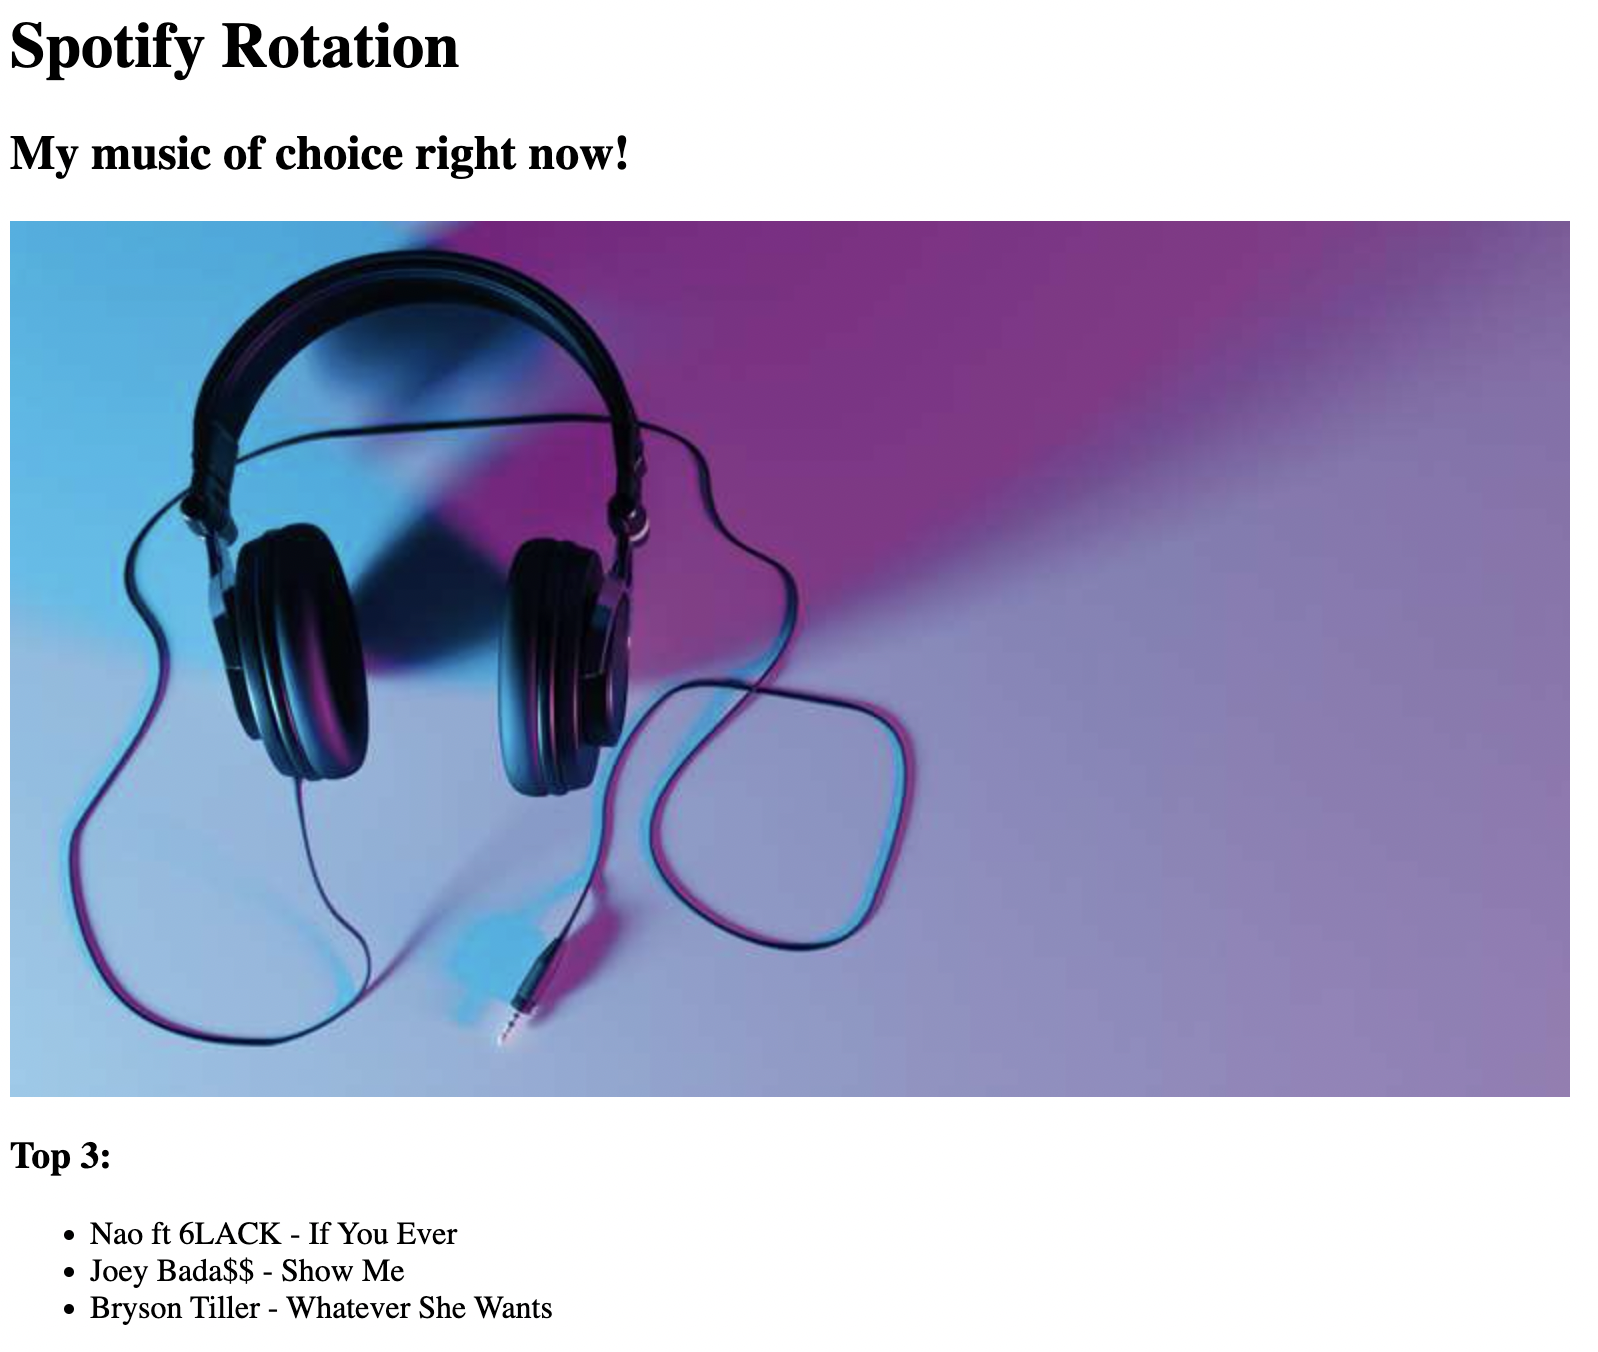 Spotify Rotation
My music of choice right now!
Top 3:
• Nao ft 6LACK - If You Ever
• Joey Bada$$ - Show Me
• Bryson Tiller - Whatever She Wants